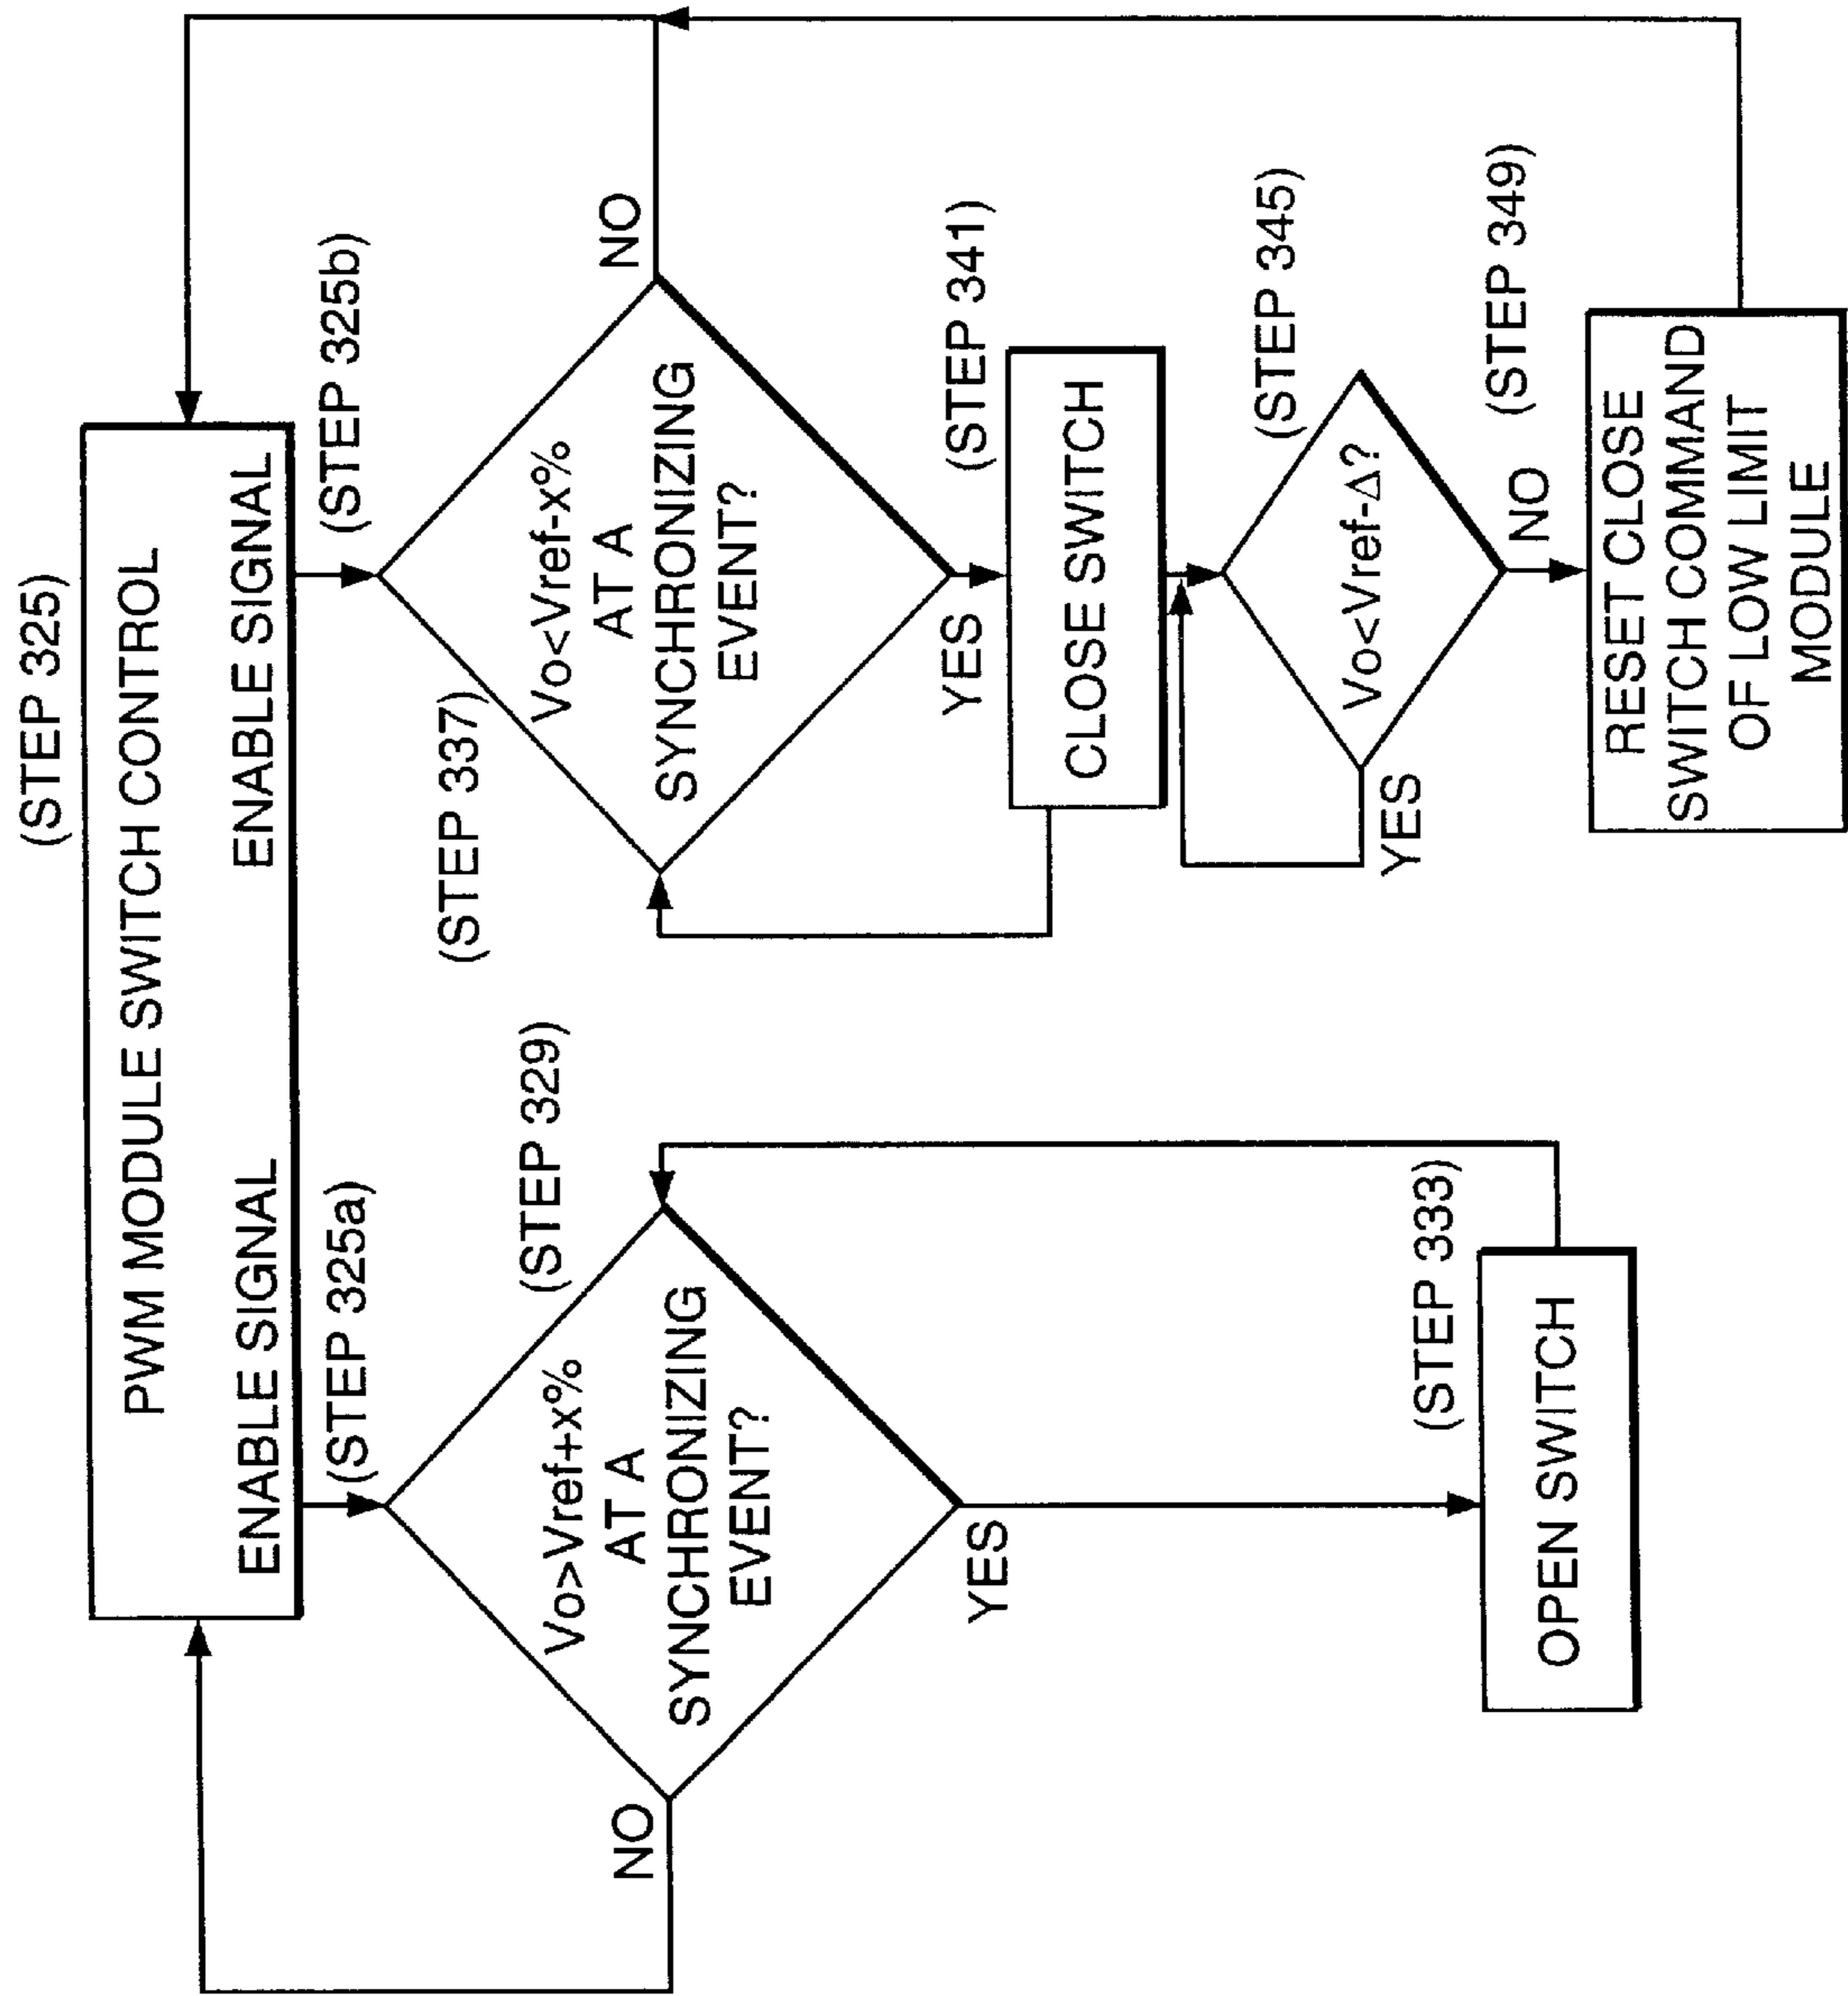 (STEP 325)
PWM MODULE SWITCH CONTROL
ENABLE SIGNAL
ENABLE SIGNAL
(STEP 325a)
(STEP 329)
Vo>Vref+x%
AT A
SYNCHRONIZING
EVENT?
NO
YES
(STEP 333)
OPEN SWITCH
(STEP 325b)
(STEP 337)
Vo<Vref-x%
AT A
SYNCHRONIZING
EVENT?
NO
YES
(STEP 341)
CLOSE SWITCH
(STEP 345)
Vo<Vref-Δ?
YES
NO
(STEP 349)
RESET CLOSE
SWITCH COMMAND
OF LOW LIMIT
MODULE